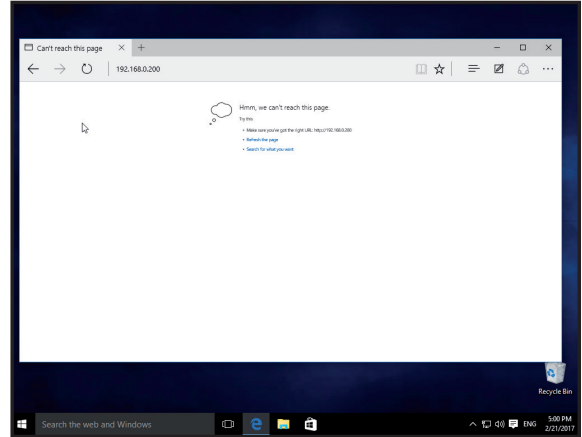 Can't reach this page
192.168.0.200
Hmm, we can't reach this page.
Try this
• Make sure you've got the right URL: http://192.168.0.200
• Refresh the page
• Search for what you want
Recycle Bin
Search the web and Windows
ENG
5:00 PM
2/21/2017